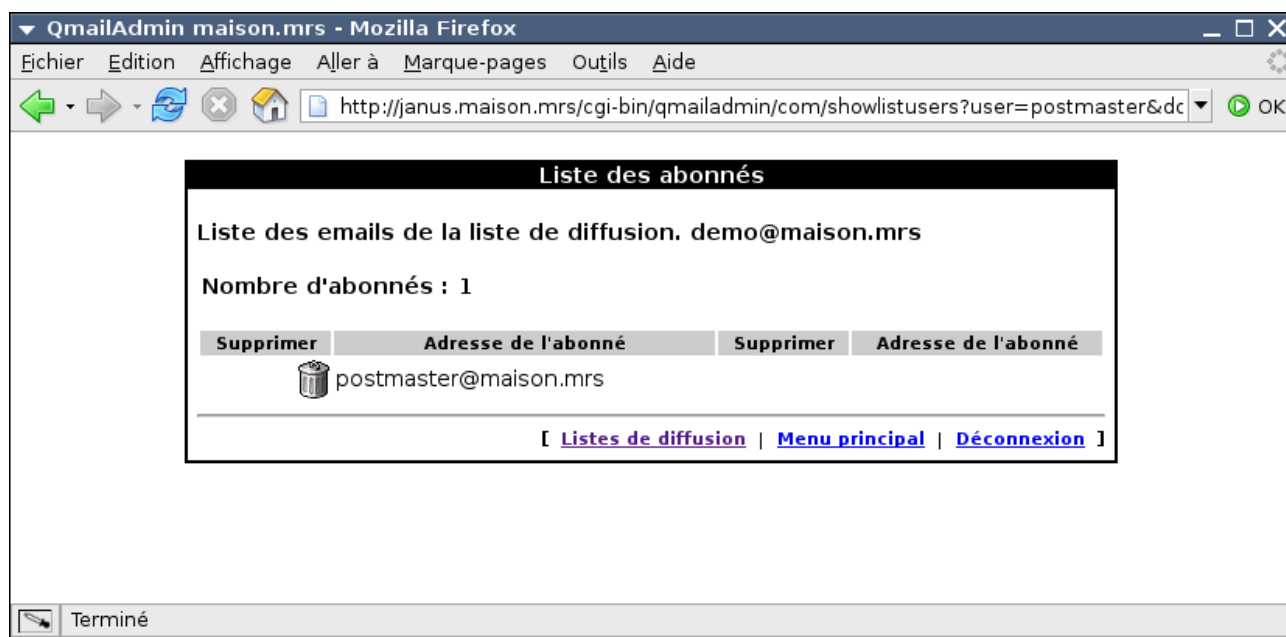 QmailAdmin maison.mrs - Mozilla Firefox
Fichier Edition Affichage Aller à Marque-pages Outils Aide
http://janus.maison.mrs/cgi-bin/qmailadmin/com/showlistusers?user=postmaster&dc OK
Liste des abonnés
Liste des emails de la liste de diffusion. demo@maison.mrs
Nombre d'abonnés : 1
Supprimer Adresse de l'abonné Supprimer Adresse de l'abonné
postmaster@maison.mrs
[ Listes de diffusion | Menu principal | Déconnexion ]
Terminé